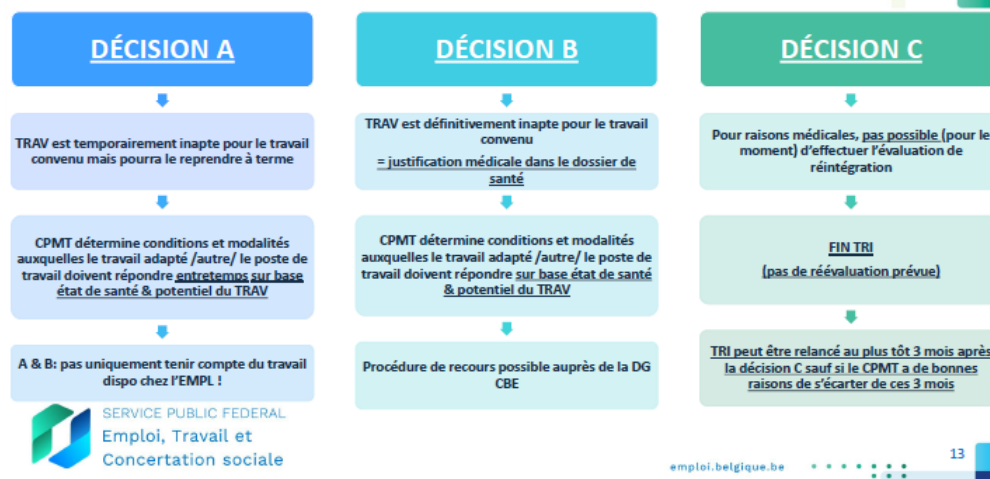 DÉCISION A
TRAV est temporairement inapte pour le travail
convenu mais pourra le reprendre à terme
CPMT détermine conditions et modalités
auxquelles le travail adapté /autre/ le poste de
travail doivent répondre entretemps sur base
état de santé & potentiel du TRAV
A & B: pas uniquement tenir compte du travail
dispo chez l’EMPL !
DÉCISION B
TRAV est définitivement inapte pour le travail
convenu
= justification médicale dans le dossier de
santé
CPMT détermine conditions et modalités
auxquelles le travail adapté /autre/ le poste de
travail doivent répondre sur base état de santé
& potentiel du TRAV
Procédure de recours possible auprès de la DG
CBE
DÉCISION C
Pour raisons médicales, pas possible (pour le
moment) d’effectuer l’évaluation de
réintégration
FIN TRI
(pas de réévaluation prévue)
TRI peut être relancé au plus tôt 3 mois après
la décision C sauf si le CPMT a de bonnes
raisons de s’écarter de ces 3 mois
SERVICE PUBLIC FEDERAL
Emploi, Travail et
Concertation sociale
emploi.belgique.be
13